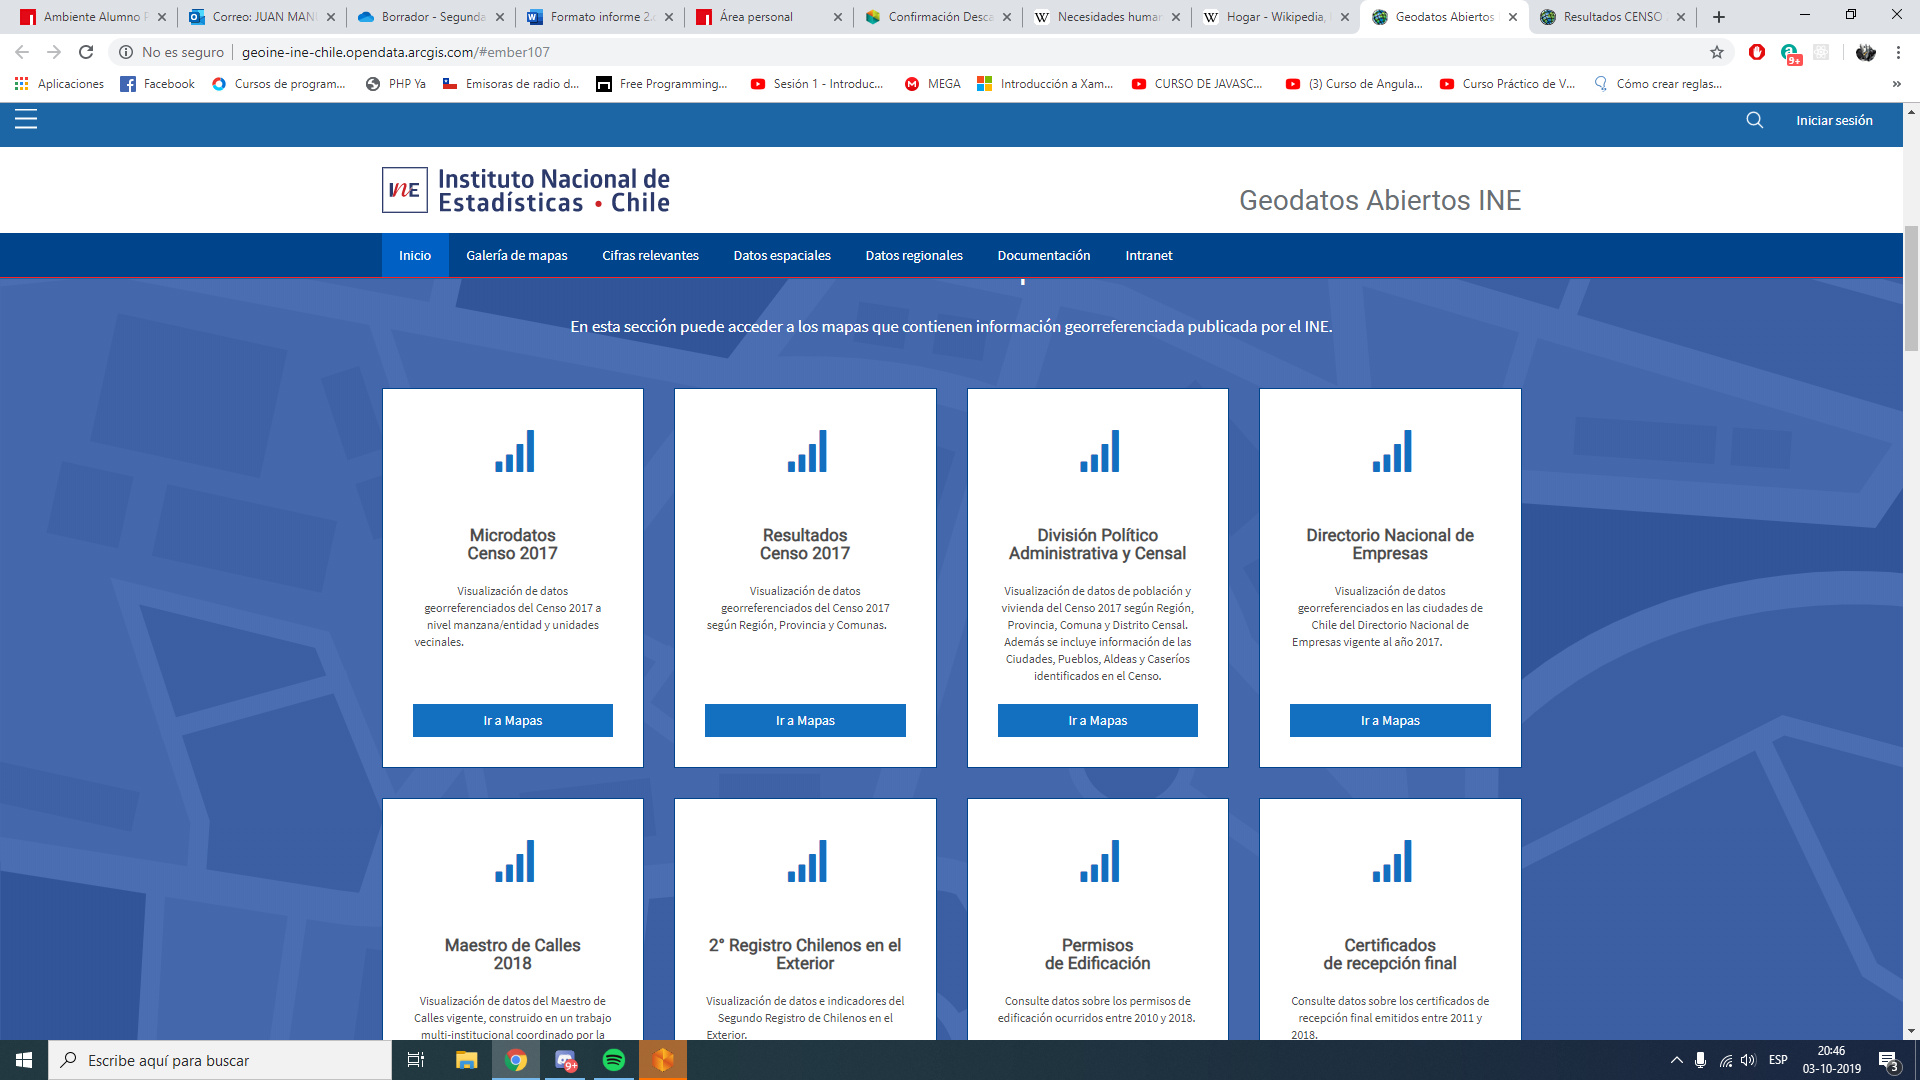 Ambiente Alumno
Correo: JUAN MANU
Borrador - Segunda
Formato informe 2.
Área personal
Confirmación Desca
Necesidades human
Hogar - Wikipedia,
Geodatos Abiertos
Resultados CENSO
No es seguro
geoine-ine-chile.opendata.arcgis.com/#ember107
9+
Aplicaciones
Facebook
Cursos de program...
PHP Ya
Emisoras de radio d...
Free Programming...
Sesión 1 - Introduc...
MEGA
Introducción a Xam...
CURSO DE JAVASC...
(3) Curso de Angula...
Curso Práctico de V...
Cómo crear reglas...
»
Iniciar sesión
INE
Instituto Nacional de
Estadísticas • Chile
Geodatos Abiertos INE
Inicio
Galería de mapas
Cifras relevantes
Datos espaciales
Datos regionales
Documentación
Intranet
En esta sección puede acceder a los mapas que contienen información georreferenciada publicada por el INE.
Microdatos
Censo 2017
Visualización de datos
georreferenciados del Censo 2017 a
nivel manzana/entidad y unidades
vecinales.
Ir a Mapas
Resultados
Censo 2017
Visualización de datos
georreferenciados del Censo 2017
según Región, Provincia y Comunas.
Ir a Mapas
División Político
Administrativa y Censal
Visualización de datos de población y
vivienda del Censo 2017 según Región,
Provincia, Comuna y Distrito Censal.
Además se incluye información de las
Ciudades, Pueblos, Aldeas y Caseríos
identificados en el Censo.
Ir a Mapas
Directorio Nacional de
Empresas
Visualización de datos
georreferenciados en las ciudades de
Chile del Directorio Nacional de
Empresas vigente al año 2017.
Ir a Mapas
Maestro de Calles
2018
Visualización de datos del Maestro de
Calles vigente, construido en un trabajo
multi-institucional coordinado por la
2° Registro Chilenos en el
Exterior
Visualización de datos e indicadores del
Segundo Registro de Chilenos en el
Exterior.
Permisos
de Edificación
Consulte datos sobre los permisos de
edificación ocurridos entre 2010 y 2018.
Certificados
de recepción final
Consulte datos sobre los certificados de
recepción final emitidos entre 2011 y
2018.
Escribe aquí para buscar
9+
ESP
20:46
03-10-2019
3